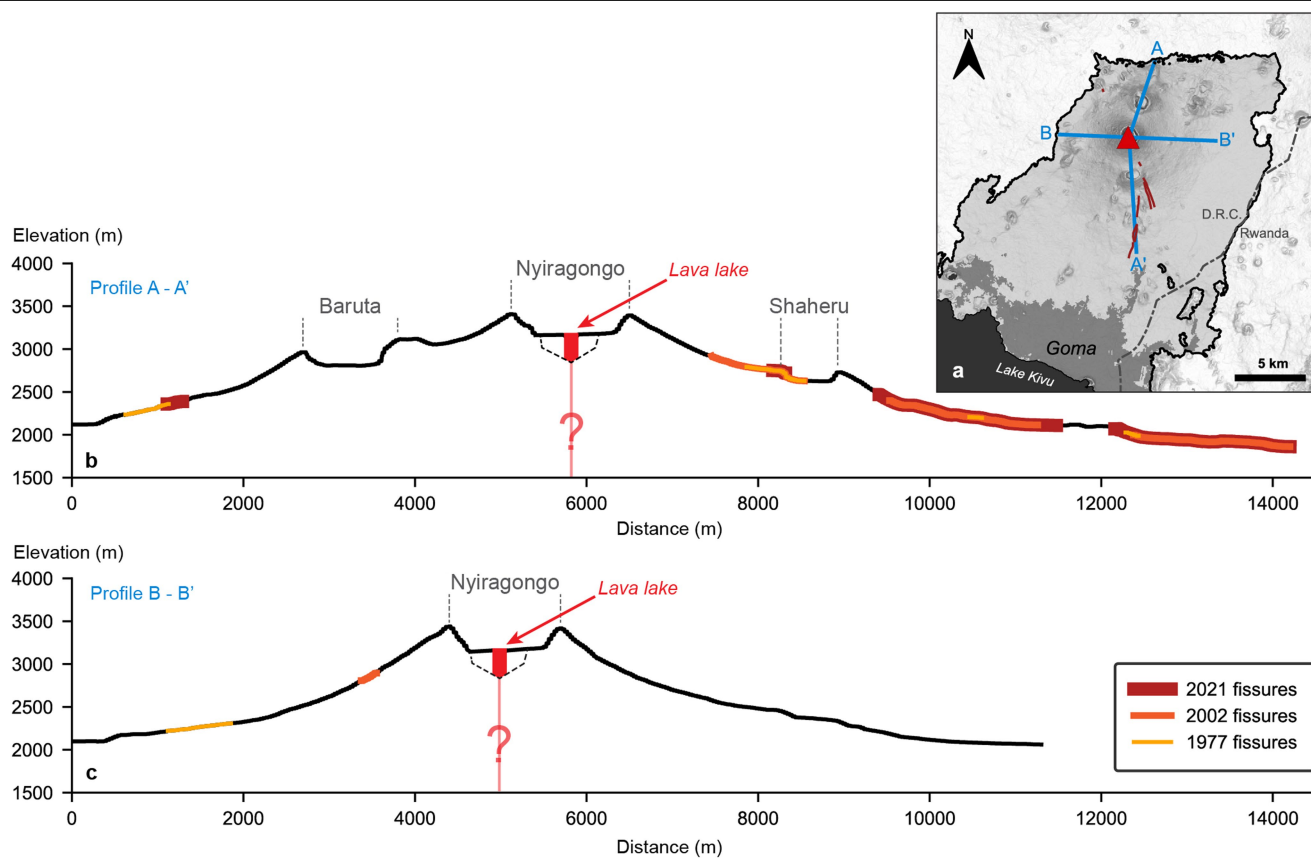 N
A
B
B'
D.R.C.
Rwanda
A'
Goma
Lake Kivu
a
5 km
Elevation (m)
Profile A - A’
Baruta
Nyiragongo
Lava lake
Shaheru
4000
3500
3000
2500
2000
1500
?
b
0 2000 4000 6000 8000 10000 12000 14000
Distance (m)
Elevation (m)
Profile B - B’
Nyiragongo
Lava lake
4000
3500
3000
2500
2000
1500
?
c
2021 fissures
2002 fissures
1977 fissures
0 2000 4000 6000 8000 10000 12000 14000
Distance (m)